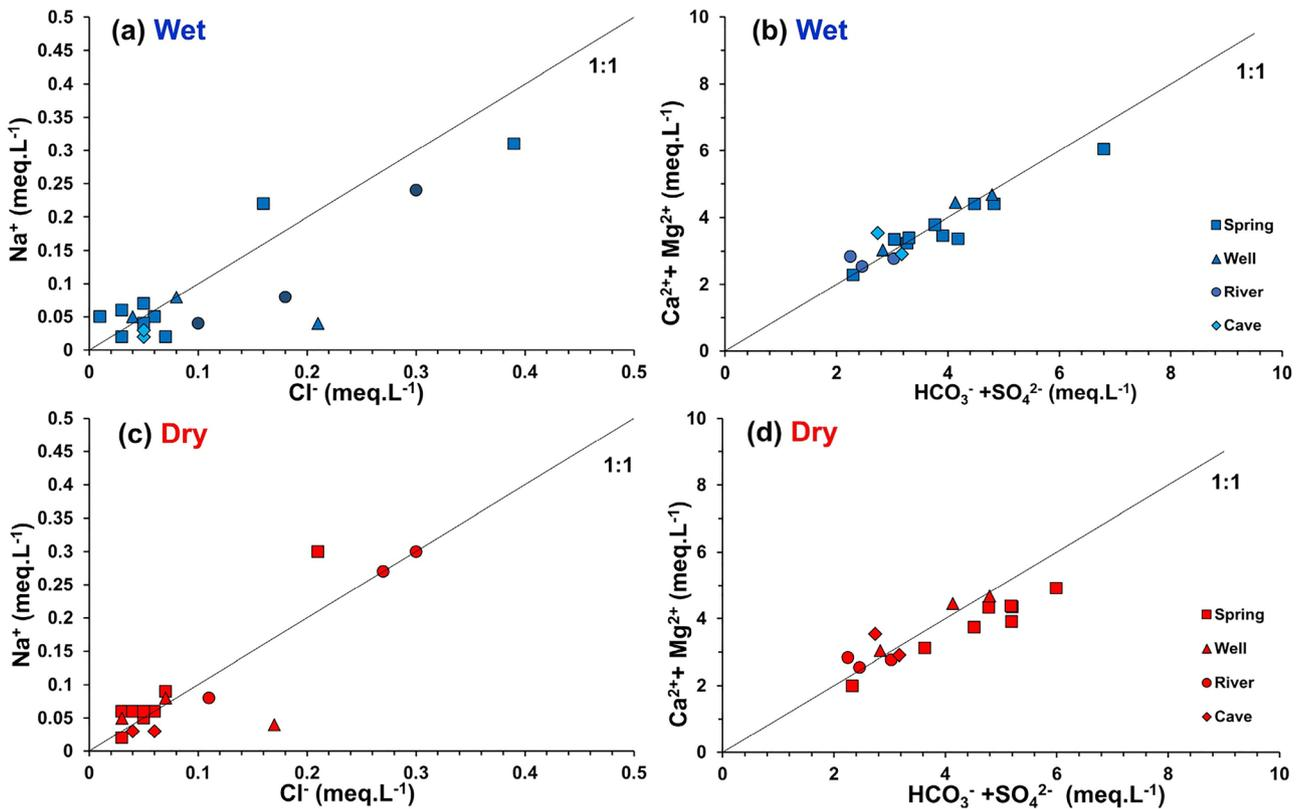 (a) Wet
0.5
0.45
0.4
0.35
0.3
0.25
0.2
0.15
0.1
0.05
0
Na⁺ (meq.L⁻¹)
1:1
0 0.1 0.2 0.3 0.4 0.5
Cl⁻ (meq.L⁻¹)
(b) Wet
10
8
6
4
2
0
Ca²⁺+ Mg²⁺ (meq.L⁻¹)
1:1
Spring
Well
River
Cave
0 2 4 6 8 10
HCO₃⁻ +SO₄²⁻ (meq.L⁻¹)
(c) Dry
0.5
0.45
0.4
0.35
0.3
0.25
0.2
0.15
0.1
0.05
0
Na⁺ (meq.L⁻¹)
1:1
0 0.1 0.2 0.3 0.4 0.5
Cl⁻ (meq.L⁻¹)
(d) Dry
10
8
6
4
2
0
Ca²⁺+ Mg²⁺ (meq.L⁻¹)
1:1
Spring
Well
River
Cave
0 2 4 6 8 10
HCO₃⁻ +SO₄²⁻ (meq.L⁻¹)